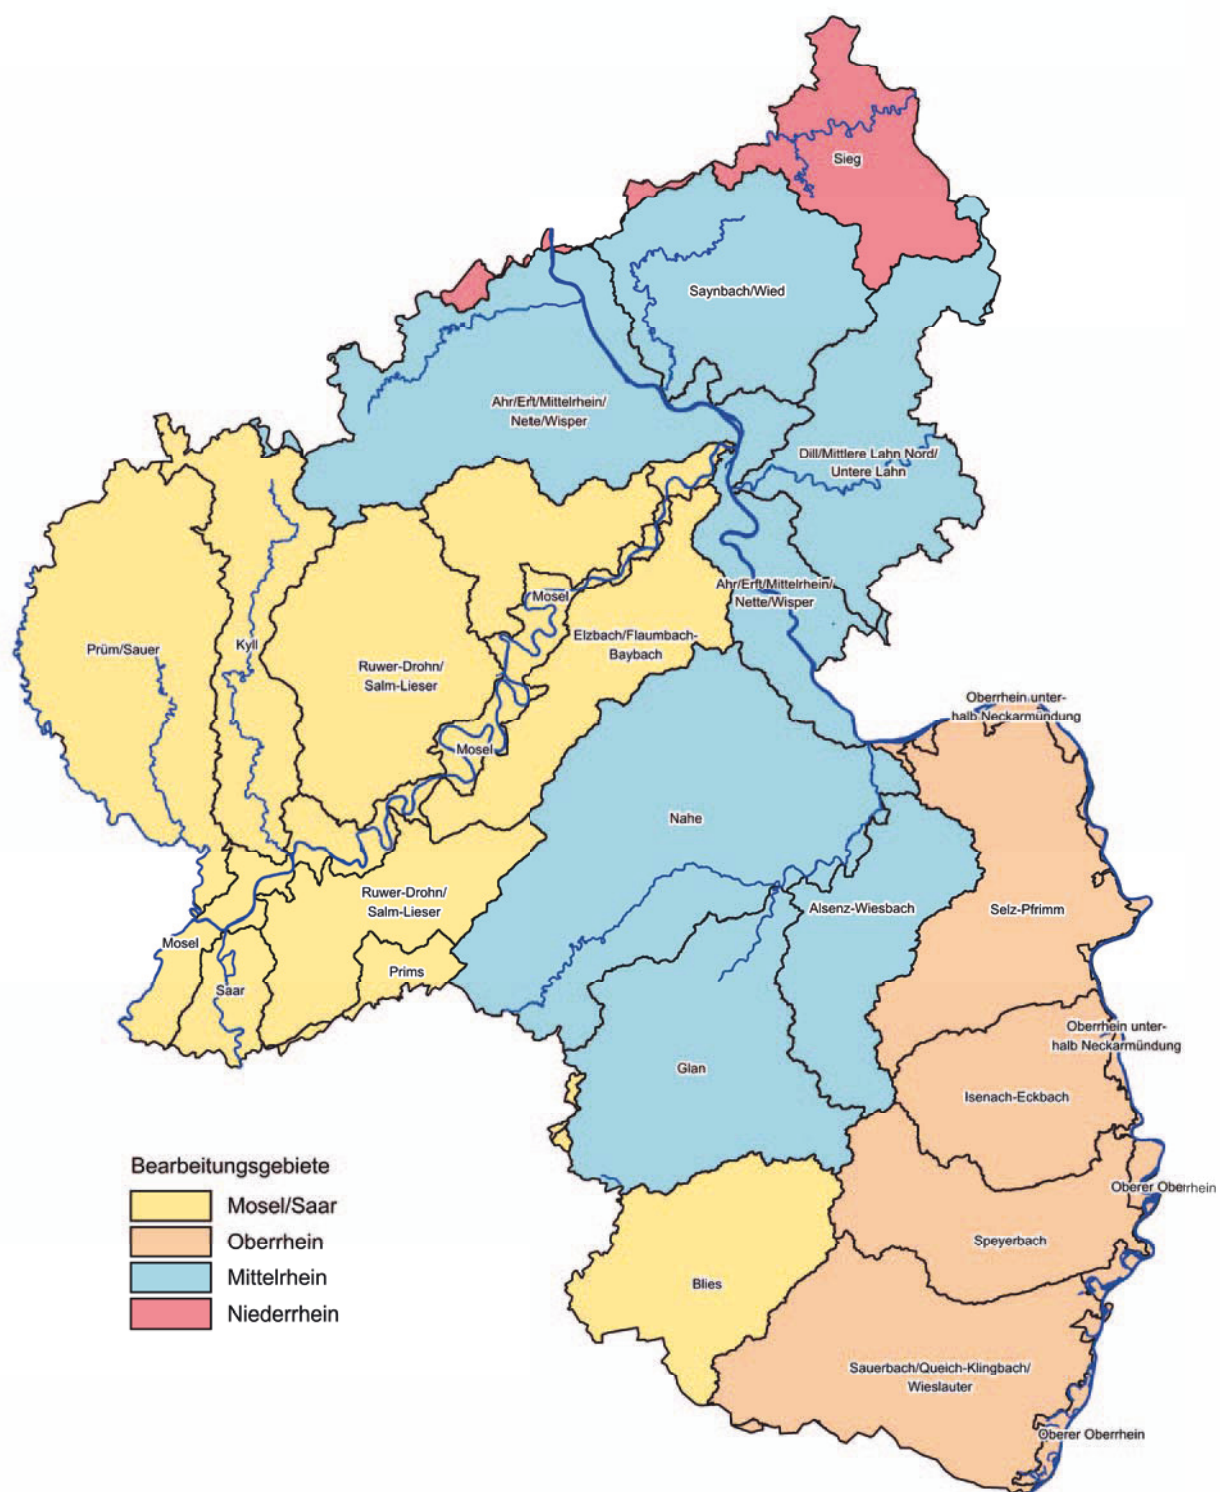 Sieg
Saynbach/Wied
Ahr/Erft/Mittelrhein/
Nete/Wisper
Dill/Mittlere Lahn Nord/
Untere Lahn
Ahr/Erft/Mittelrhein/
Nette/Wisper
Mosel
Elzbach/Flaumbach-
Baybach
Prüm/Sauer
Kyll
Ruwer-Drohn/
Salm-Lieser
Oberrhein unter-
halb Neckarmündung
Mosel
Nahe
Ruwer-Drohn/
Salm-Lieser
Alsenz-Wiesbach
Selz-Pfrimm
Mosel
Prims
Saar
Oberrhein unter-
halb Neckarmündung
Glan
Isenach-Eckbach
Oberer Oberrhein
Speyerbach
Blies
Sauerbach/Queich-Klingbach/
Wieslauter
Oberer Oberrhein
Bearbeitungsgebiete
Mosel/Saar
Oberrhein
Mittelrhein
Niederrhein